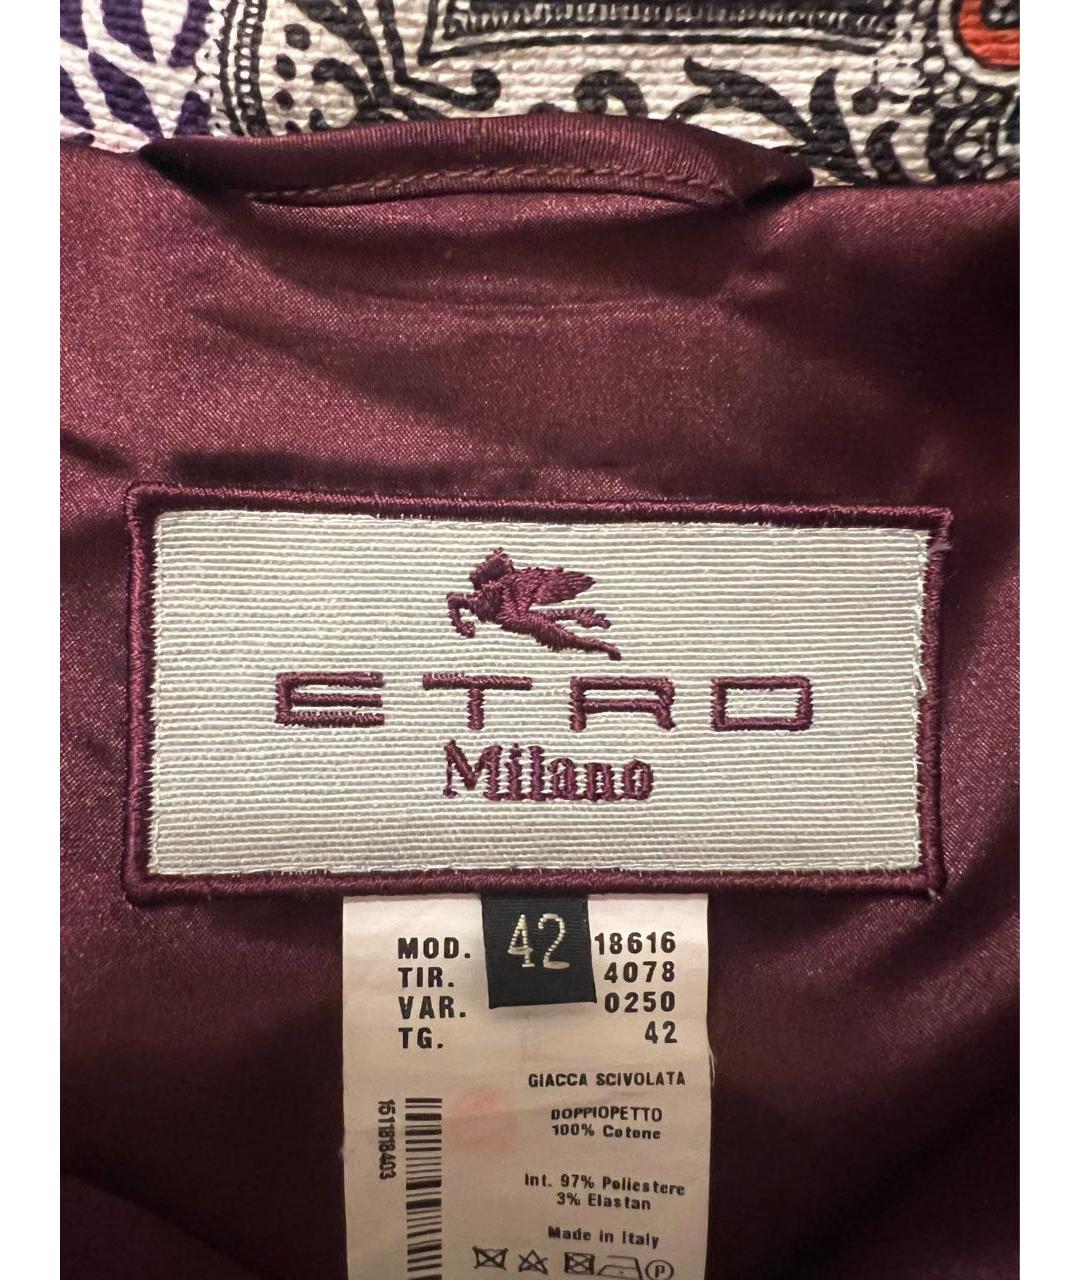 ETRO
Milano
42
MOD. 18616
TIR. 4078
VAR. 0250
TG. 42
GIACCA SCIVOLATA
DOPPIOPETTO
100% Cotone
Int. 97% Poliestere
3% Elastan
Made in Italy
P